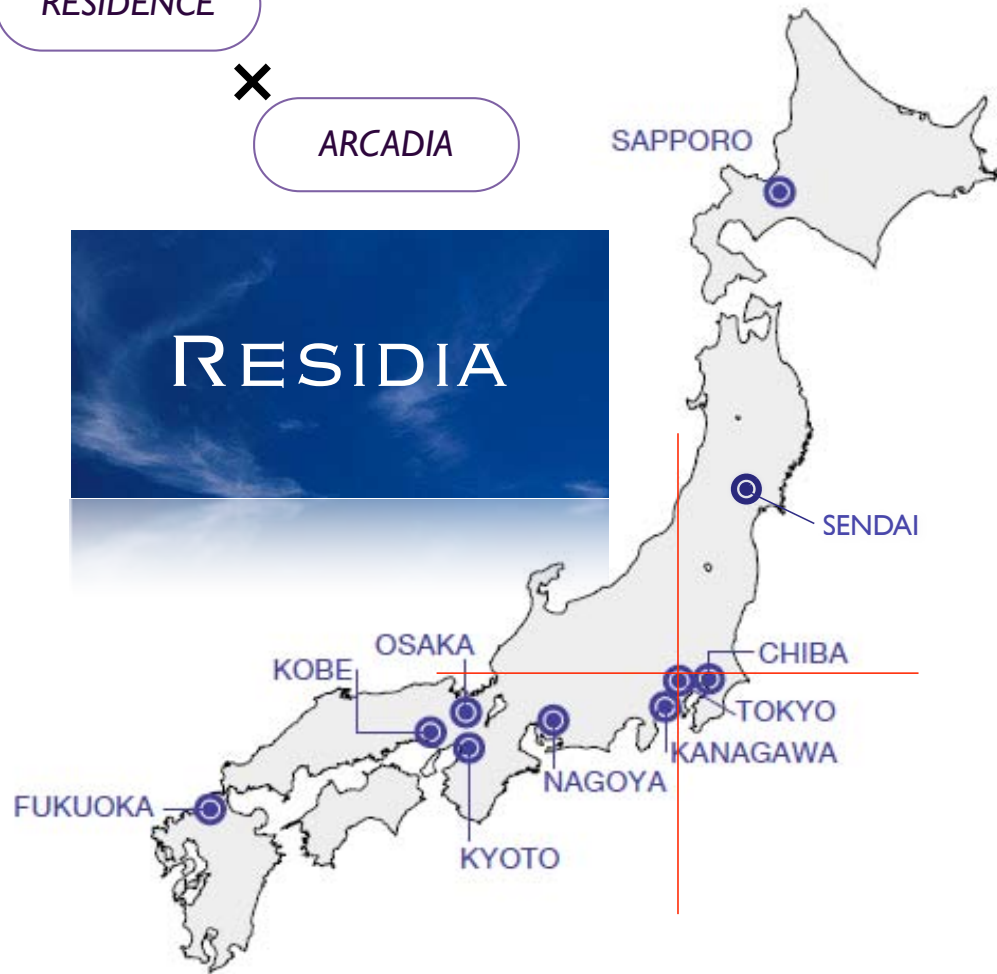 RESIDENCE
×
ARCADIA
SAPPORO
RESIDIA
SENDAI
OSAKA
KOBE
CHIBA
TOKYO
KANAGAWA
NAGOYA
FUKUOKA
KYOTO